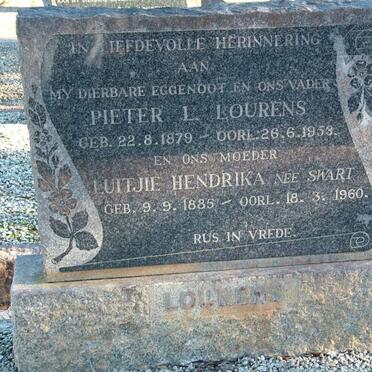 IN LIEFDEVOLLE HERINNERING
AAN
MY DIERBARE EGGENOOT EN ONS VADER
PIETER L. LOURENS
GEB. 22.8.1879 - OORL. 26.6.1953.
EN ONS MOEDER
LUITJIE HENDRIKA NEE SWART
GEB. 9.9.1885 - OORL. 18.3.1960.
RUS IN VREDE.
LOURENS